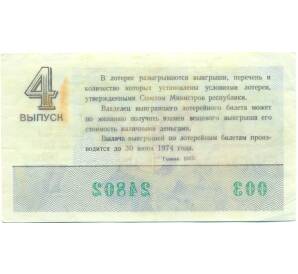 4
ВЫПУСК
В лотерее разыгрываются выигрыши, перечень и
количество которых установлены условиями лотереи,
утвержденными Советом Министров республики.
Владелец выигравшего лотерейного билета может
по желанию получить взамен вещевого выигрыша его
стоимость наличными деньгами.
Выдача выигрышей по лотерейным билетам произ-
водится до 30 июня 1974 года.
24802
003